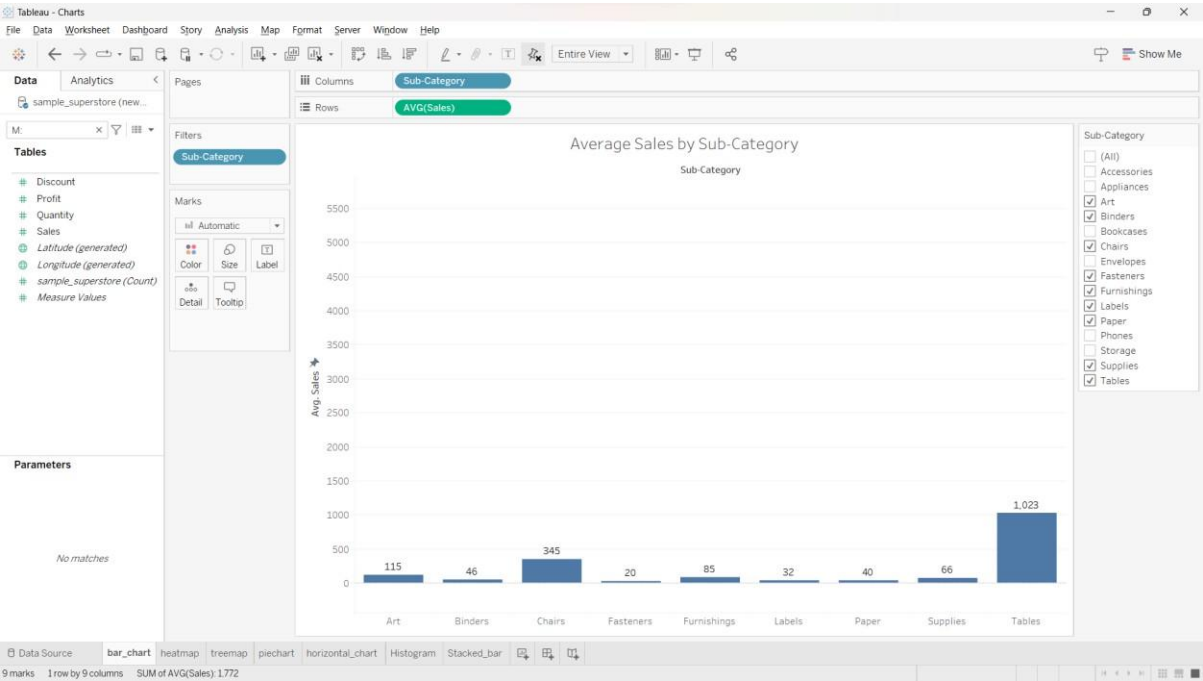 Tableau - Charts
File Data Worksheet Dashboard Story Analysis Map Format Server Window Help
Entire View
Show Me
Data Analytics
sample_superstore (new...
M:
Tables
Discount
Profit
Quantity
Sales
Latitude (generated)
Longitude (generated)
sample_superstore (Count)
Measure Values
Parameters
No matches
Pages
Filters
Sub-Category
Marks
Automatic
Color Size Label
Detail Tooltip
Columns Sub-Category
Rows AVG(Sales)
Average Sales by Sub-Category
Sub-Category
Avg. Sales
5500
5000
4500
4000
3500
3000
2500
2000
1500
1000
500
0
115 46 345 20 85 32 40 66 1,023
Art Binders Chairs Fasteners Furnishings Labels Paper Supplies Tables
Sub-Category
(All)
Accessories
Appliances
Art
Binders
Bookcases
Chairs
Envelopes
Fasteners
Furnishings
Labels
Paper
Phones
Storage
Supplies
Tables
Data Source bar_chart heatmap treemap piechart horizontal_chart Histogram Stacked_bar
9 marks 1 row by 9 columns SUM of AVG(Sales): 1.772